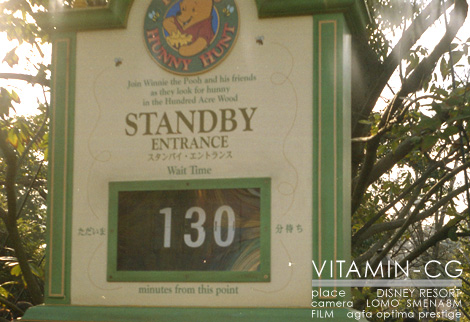 HUNNY HUNT
Join Winnie the Pooh and his friends
as they look for hunny
in the Hundred Acre Wood
STANDBY
ENTRANCE
スタンバイ・エントランス
Wait Time
ただいま
130
分待ち
minutes from this point
VITAMIN-CG
place DISNEY RESORT
camera LOMO SMENA8M
FILM agfa optima prestige